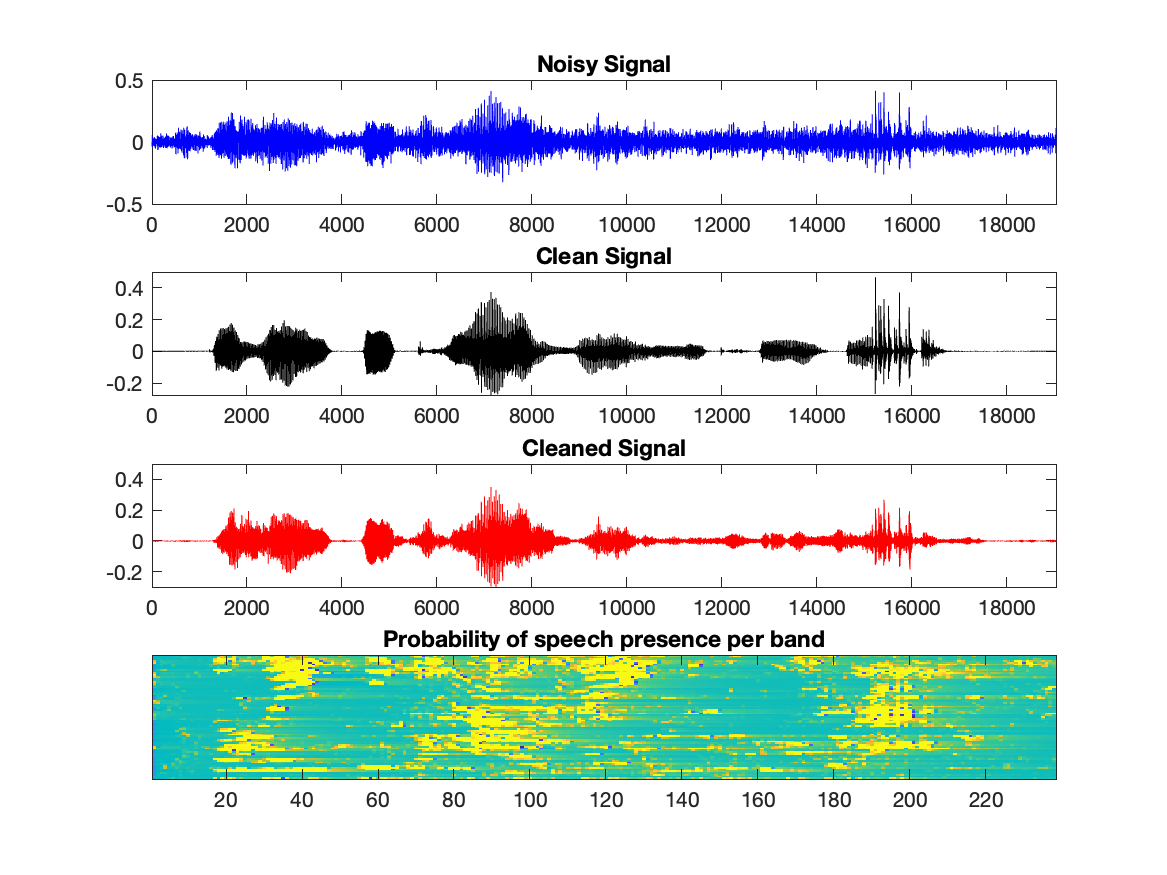 Noisy Signal
0.5
0
-0.5
0 2000 4000 6000 8000 10000 12000 14000 16000 18000
Clean Signal
0.4
0.2
0
-0.2
0 2000 4000 6000 8000 10000 12000 14000 16000 18000
Cleaned Signal
0.4
0.2
0
-0.2
0 2000 4000 6000 8000 10000 12000 14000 16000 18000
Probability of speech presence per band
20 40 60 80 100 120 140 160 180 200 220